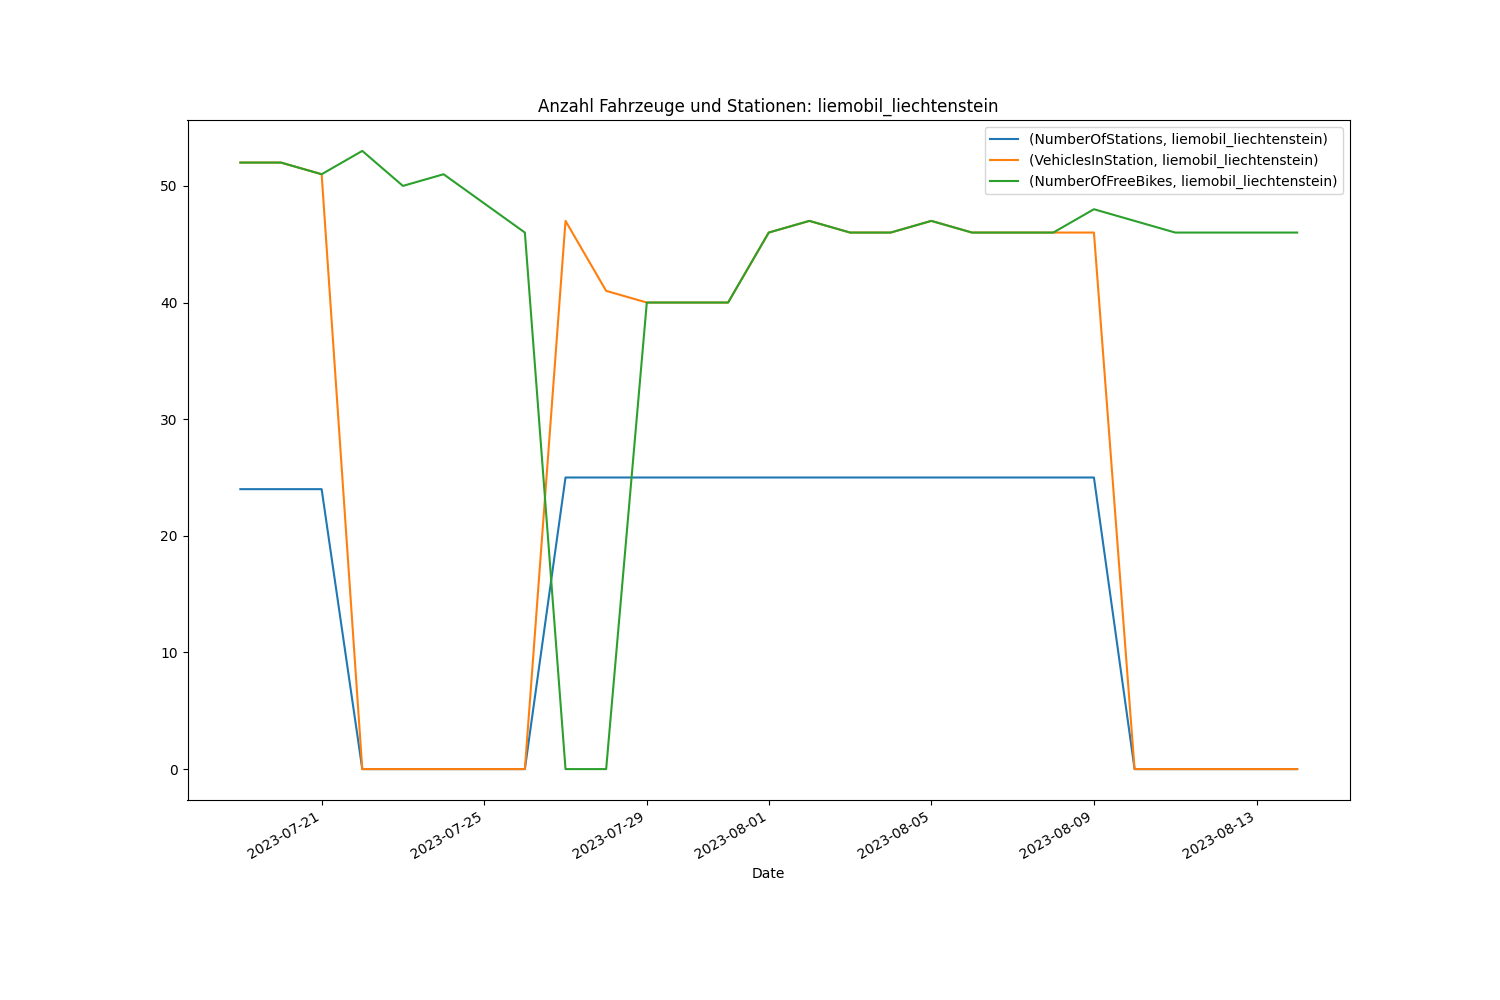 Anzahl Fahrzeuge und Stationen: liemobil_liechtenstein
(NumberOfStations, liemobil_liechtenstein)
(VehiclesInStation, liemobil_liechtenstein)
(NumberOfFreeBikes, liemobil_liechtenstein)
50
40
30
20
10
0
2023-07-21
2023-07-25
2023-07-29
2023-08-01
2023-08-05
2023-08-09
2023-08-13
Date